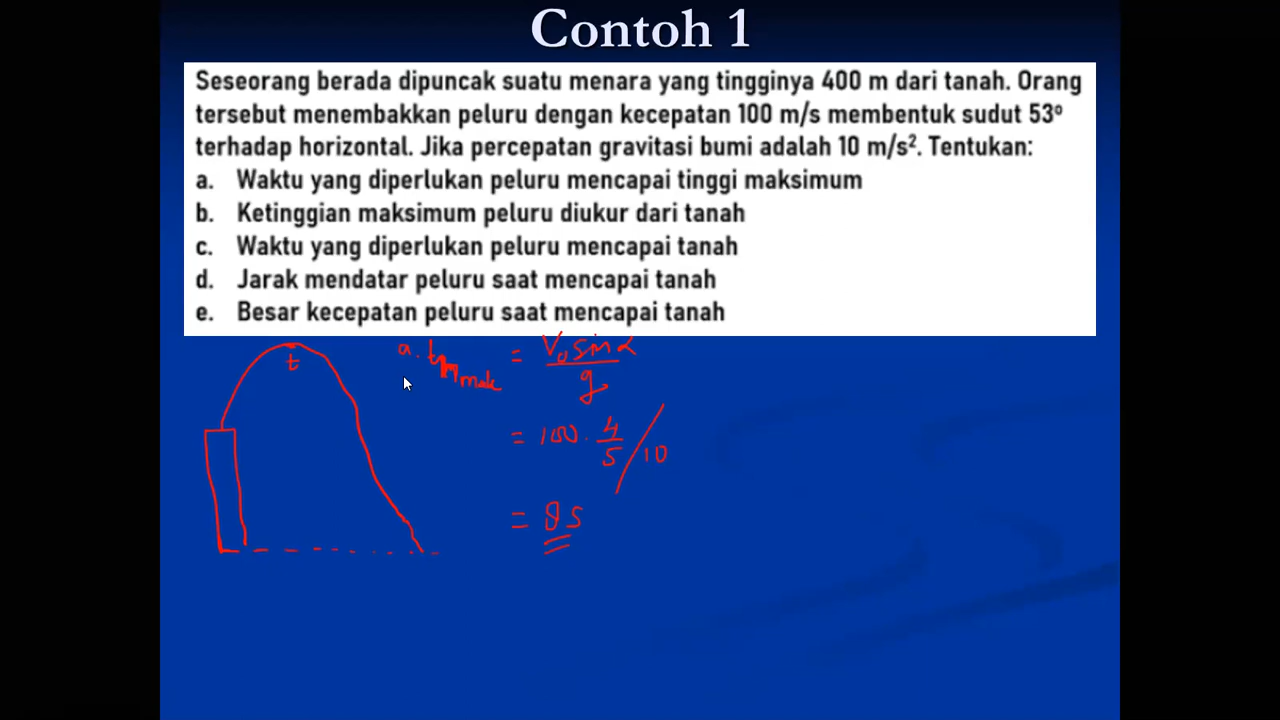 Contoh 1
Seseorang berada dipuncak suatu menara yang tingginya 400 m dari tanah. Orang
tersebut menembakkan peluru dengan kecepatan 100 m/s membentuk sudut 53º
terhadap horizontal. Jika percepatan gravitasi bumi adalah 10 m/s². Tentukan:
a. Waktu yang diperlukan peluru mencapai tinggi maksimum
b. Ketinggian maksimum peluru diukur dari tanah
c. Waktu yang diperlukan peluru mencapai tanah
d. Jarak mendatar peluru saat mencapai tanah
e. Besar kecepatan peluru saat mencapai tanah
t
a. t mak = V₀ sin α / g
= 100 . 4/5 / 10
= 8 s